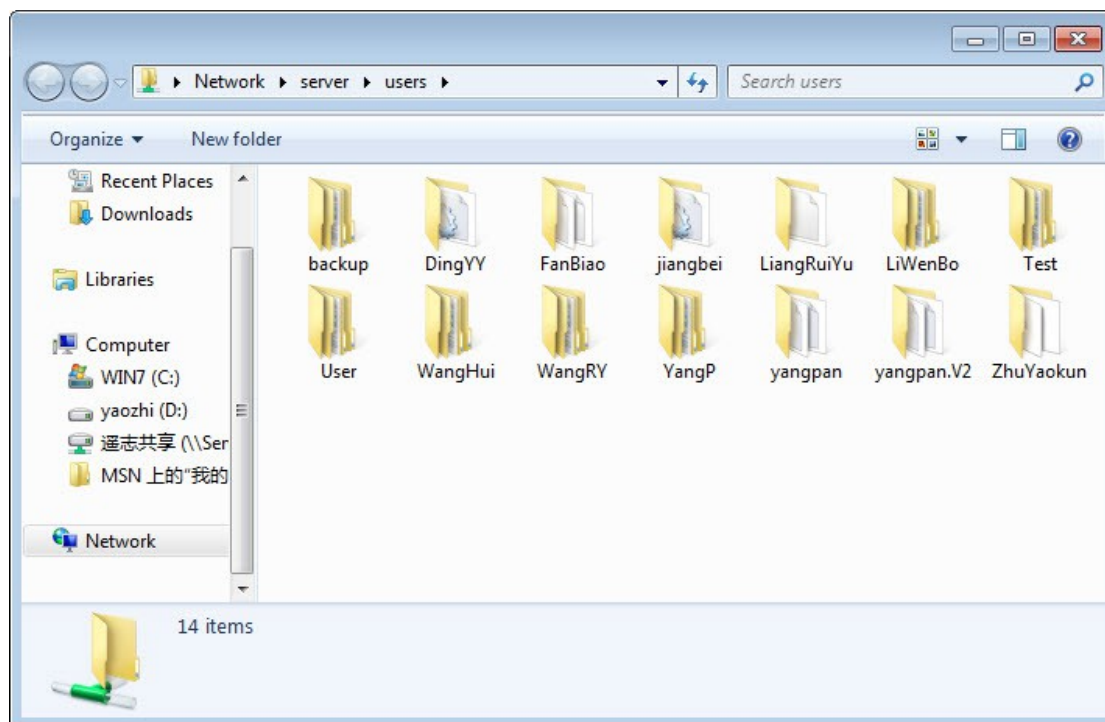 Network ▸ server ▸ users ▸
Search users
Organize
New folder
Recent Places
Downloads
Libraries
Computer
WIN7 (C:)
yaozhi (D:)
遥志共享 (\\Ser
MSN 上的“我的
Network
backup DingYY FanBiao jiangbei LiangRuiYu LiWenBo Test
User WangHui WangRY YangP yangpan yangpan.V2 ZhuYaokun
14 items